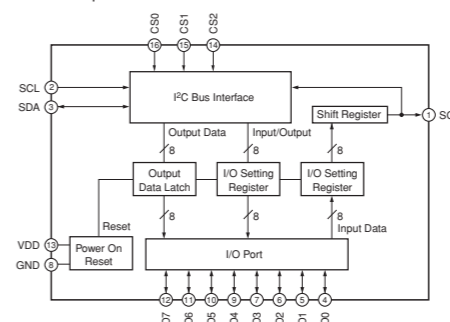 CS0
CS1
CS2
16
15
14
SCL
2
SDA
3
I²C Bus Interface
Shift Register
1
Output Data
Input/Output
8
8
8
Output
Data Latch
I/O Setting
Register
I/O Setting
Register
Reset
8
8
8
Input Data
VDD
13
GND
8
Power On
Reset
I/O Port
12
11
10
9
7
6
5
4